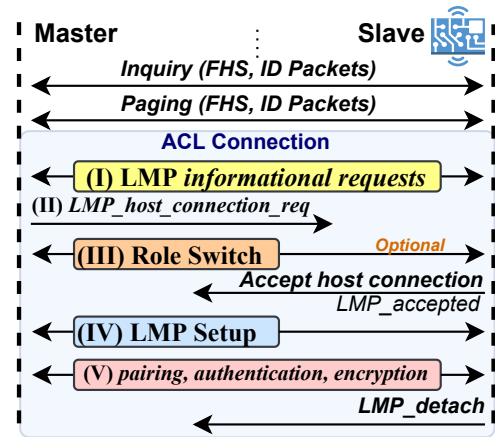 Master
Slave
Inquiry (FHS, ID Packets)
Paging (FHS, ID Packets)
ACL Connection
(I) LMP informational requests
(II) LMP_host_connection_req
(III) Role Switch
Optional
Accept host connection
LMP_accepted
(IV) LMP Setup
(V) pairing, authentication, encryption
LMP_detach